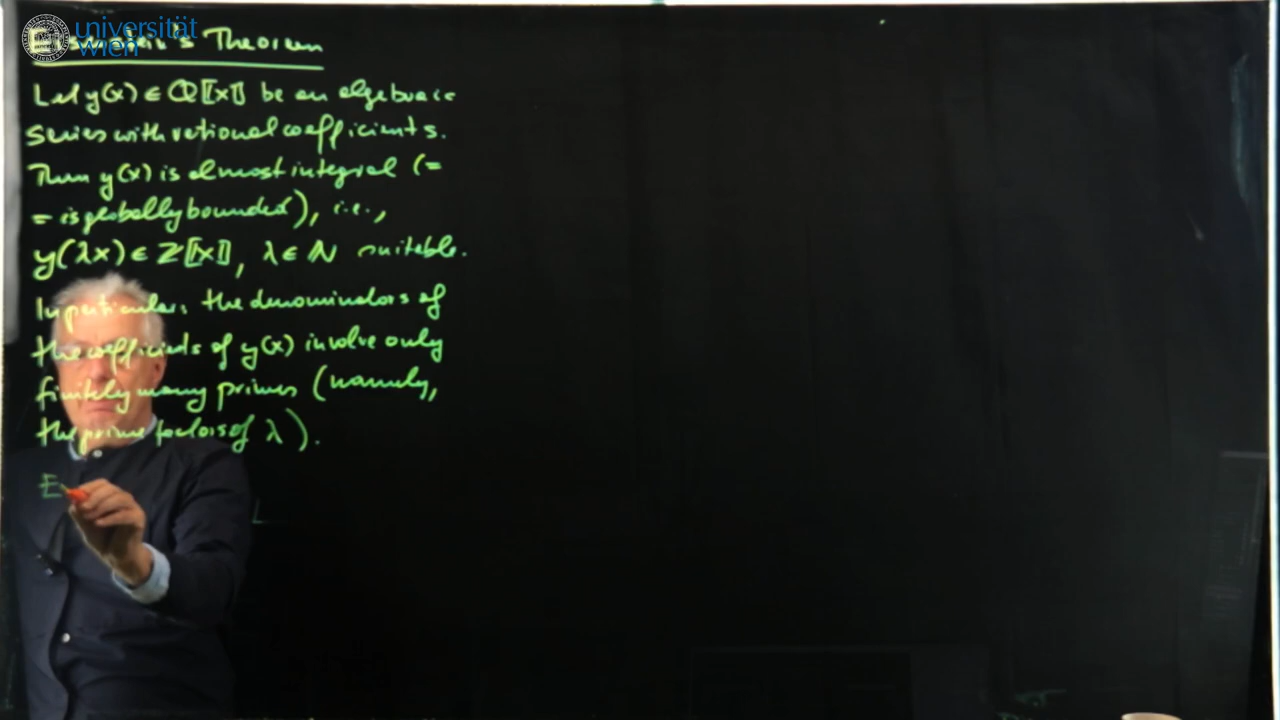 universität
wien
Eisenstein's Theorem
Let y(x) ∈ ℚ⟦x⟧ be an algebraic
series with rational coefficients.
Then y(x) is almost integral (=
= is globally bounded), i.e.,
y(λx) ∈ ℤ⟦x⟧, λ ∈ ℕ suitable.
In particular: the denominators of
the coefficients of y(x) involve only
finitely many primes (namely,
the prime factors of λ).
E